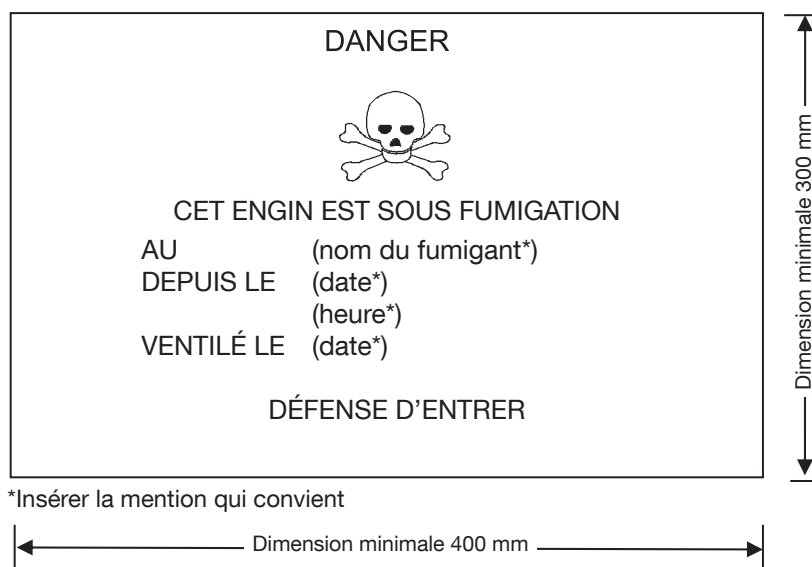 DANGER
CET ENGIN EST SOUS FUMIGATION
AU (nom du fumigant*)
DEPUIS LE (date*)
(heure*)
VENTILÉ LE (date*)
DÉFENSE D’ENTRER
*Insérer la mention qui convient
Dimension minimale 400 mm
Dimension minimale 300 mm